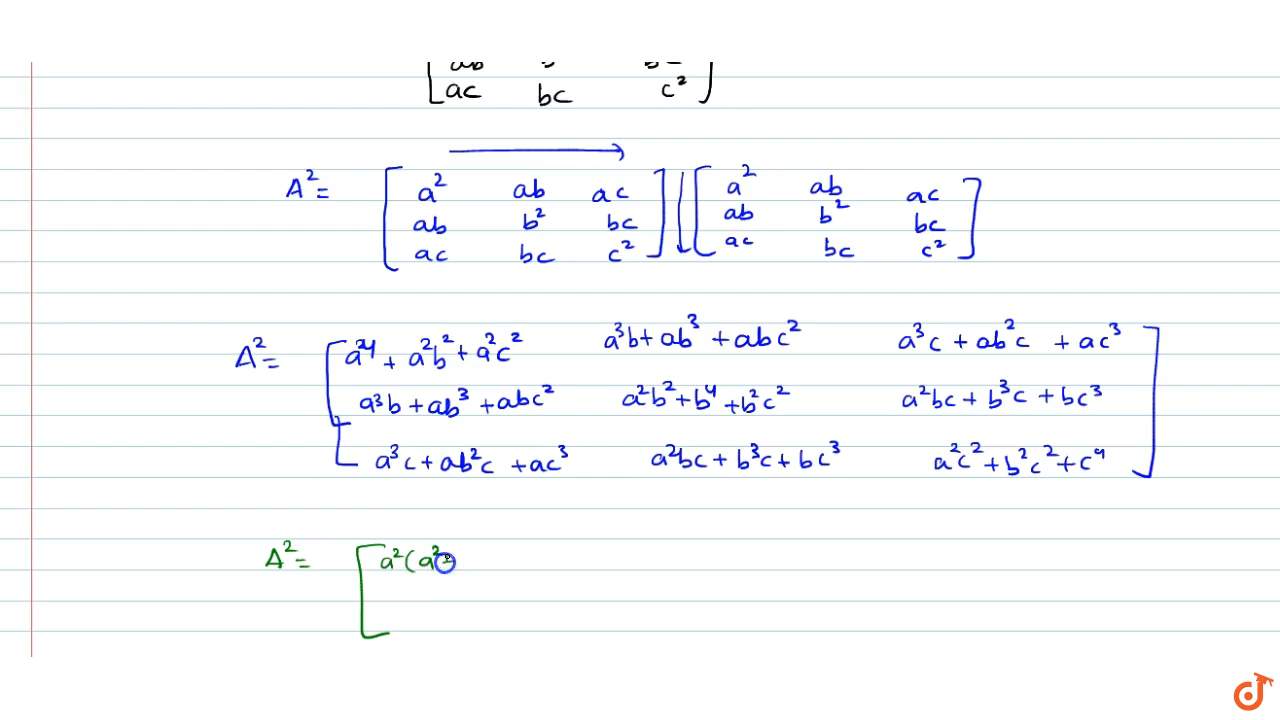 ab b bc
ac bc c²
A² = [ a² ab ac ] [ a² ab ac ]
ab b² bc ab b² bc
ac bc c² ac bc c²
A² = [ a⁴ + a²b² + a²c² a³b + ab³ + abc² a³c + ab²c + ac³ ]
a³b + ab³ + abc² a²b² + b⁴ + b²c² a²bc + b³c + bc³
a³c + ab²c + ac³ a²bc + b³c + bc³ a²c² + b²c² + c⁴
A² = [ a² ( a²